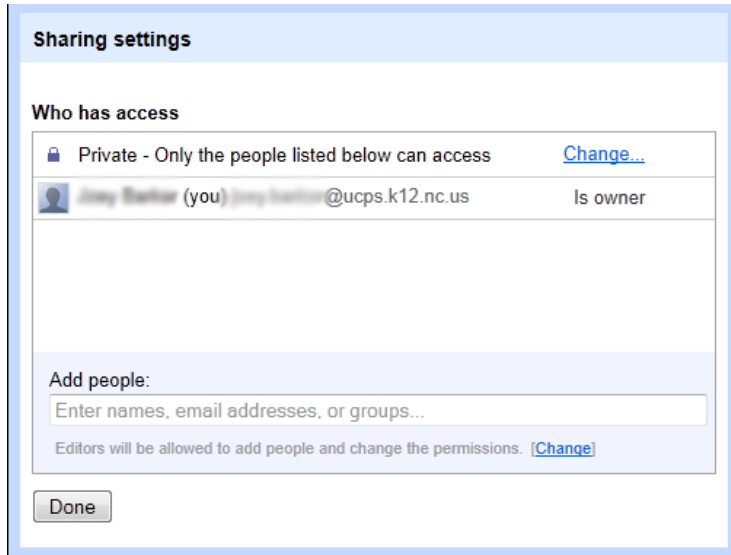 Sharing settings
Who has access
Private - Only the people listed below can access Change...
(you) @ucps.k12.nc.us Is owner
Add people:
Enter names, email addresses, or groups...
Editors will be allowed to add people and change the permissions. [Change]
Done